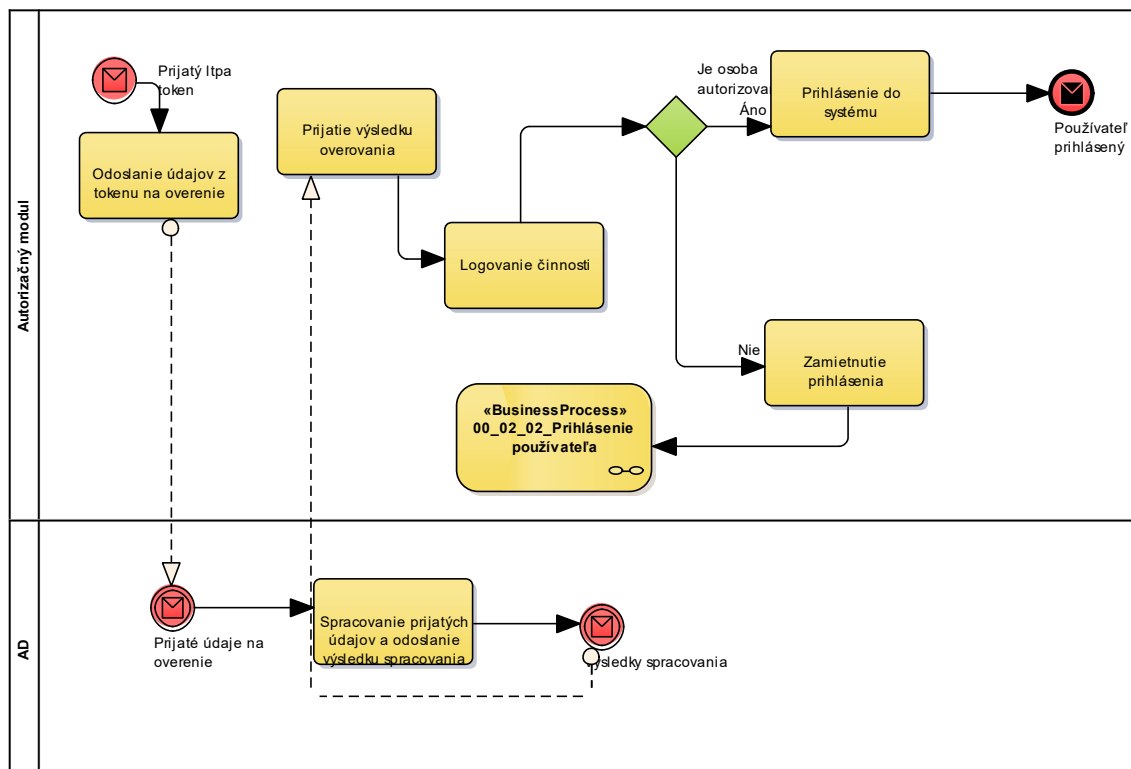 Autorizačný modul
Prijatý ltpa
token
Odoslanie údajov z
tokenu na overenie
Prijatie výsledku
overovania
Logovanie činnosti
Je osoba
Áno
Prihlásenie do
systému
Používateľ
prihlásený
Nie
Zamietnutie
prihlásenia
«BusinessProcess»
00_02_02_Prihlásenie
používateľa
AD
Prijaté údaje na
overenie
Spracovanie prijatých
údajov a odoslanie
výsledku spracovania
spracovania